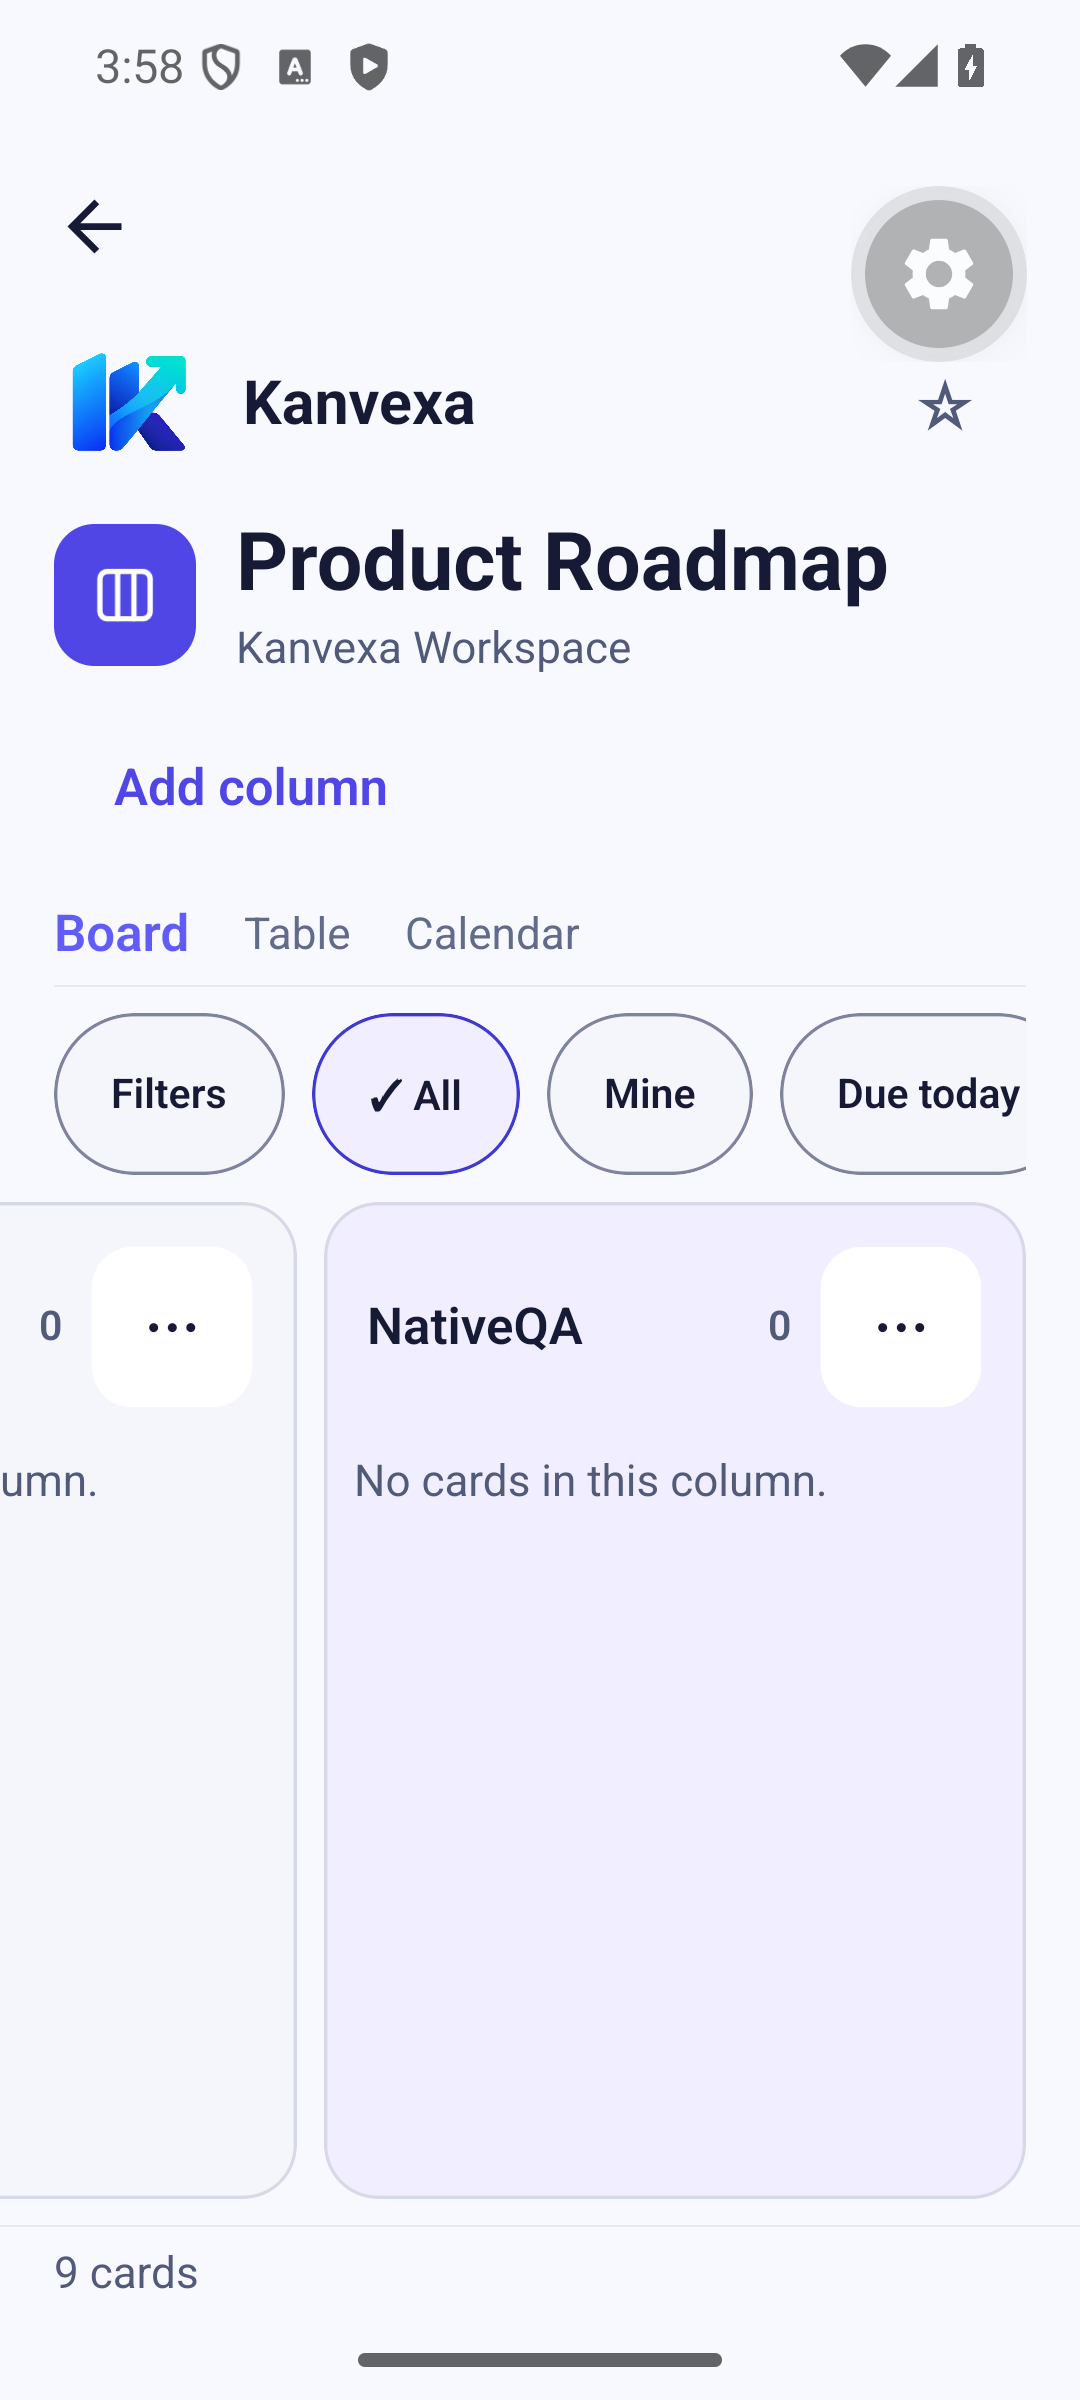 3:58
Kanvexa
Product Roadmap
Kanvexa Workspace
Add column
Board Table Calendar
Filters ✓ All Mine Due today
0 ... NativeQA 0 ...
umn. No cards in this column.
9 cards